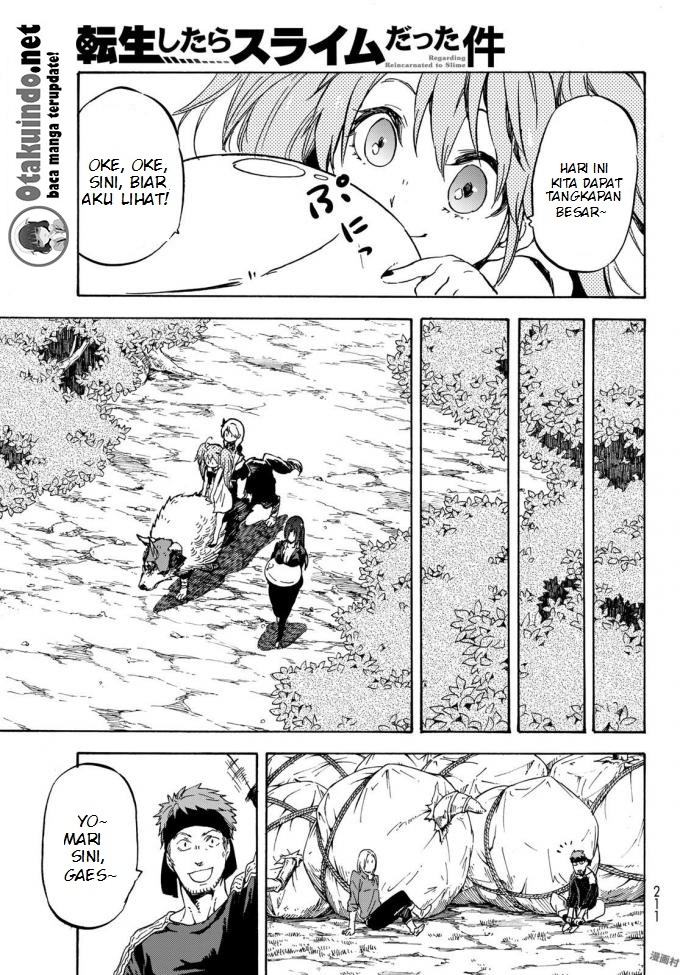 Otakuindo.net
baca manga terupdate!
転生したらスライムだった件
Regarding
Reincarnated to Slime
HARI INI
KITA DAPAT
TANGKAPAN
BESAR~
OKE, OKE,
SINI, BIAR
AKU LIHAT!
ぷにっ
YO~
MARI
SINI,
GAES~
211
漫画村